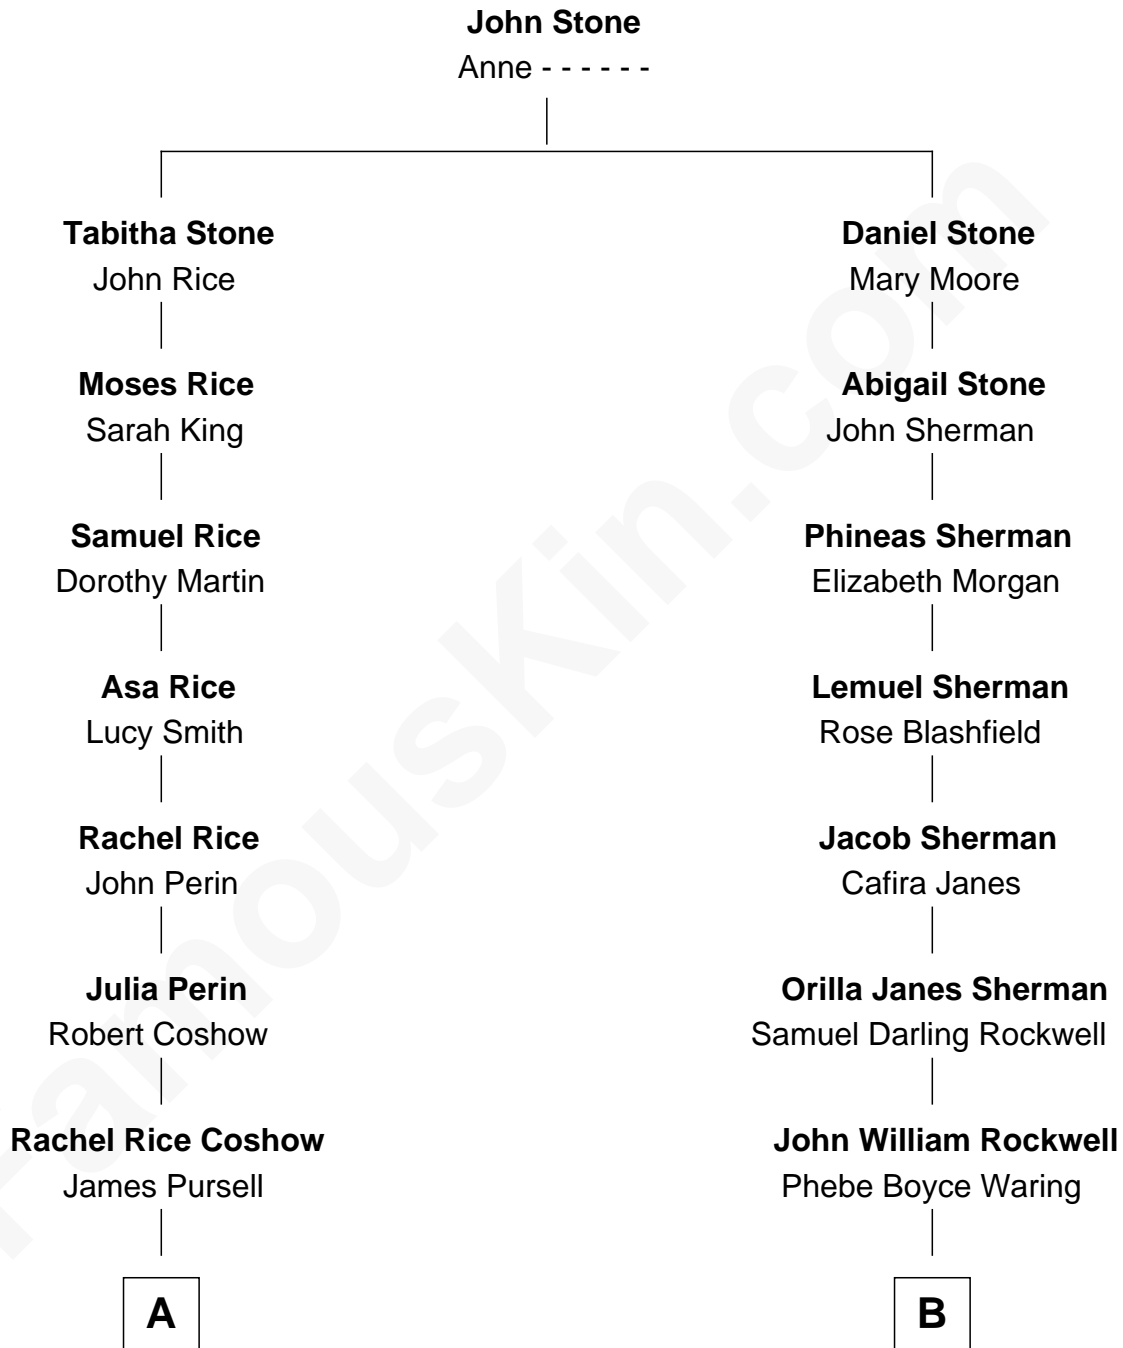 John Stone
Anne - - - - - -
Tabitha Stone
John Rice
Daniel Stone
Mary Moore
Moses Rice
Sarah King
Abigail Stone
John Sherman
Samuel Rice
Dorothy Martin
Phineas Sherman
Elizabeth Morgan
Asa Rice
Lucy Smith
Lemuel Sherman
Rose Blashfield
Rachel Rice
John Perin
Jacob Sherman
Cafira Janes
Julia Perin
Robert Coshow
Orilla Janes Sherman
Samuel Darling Rockwell
Rachel Rice Coshow
James Pursell
John William Rockwell
Phebe Boyce Waring
A
B
FamousKin.com